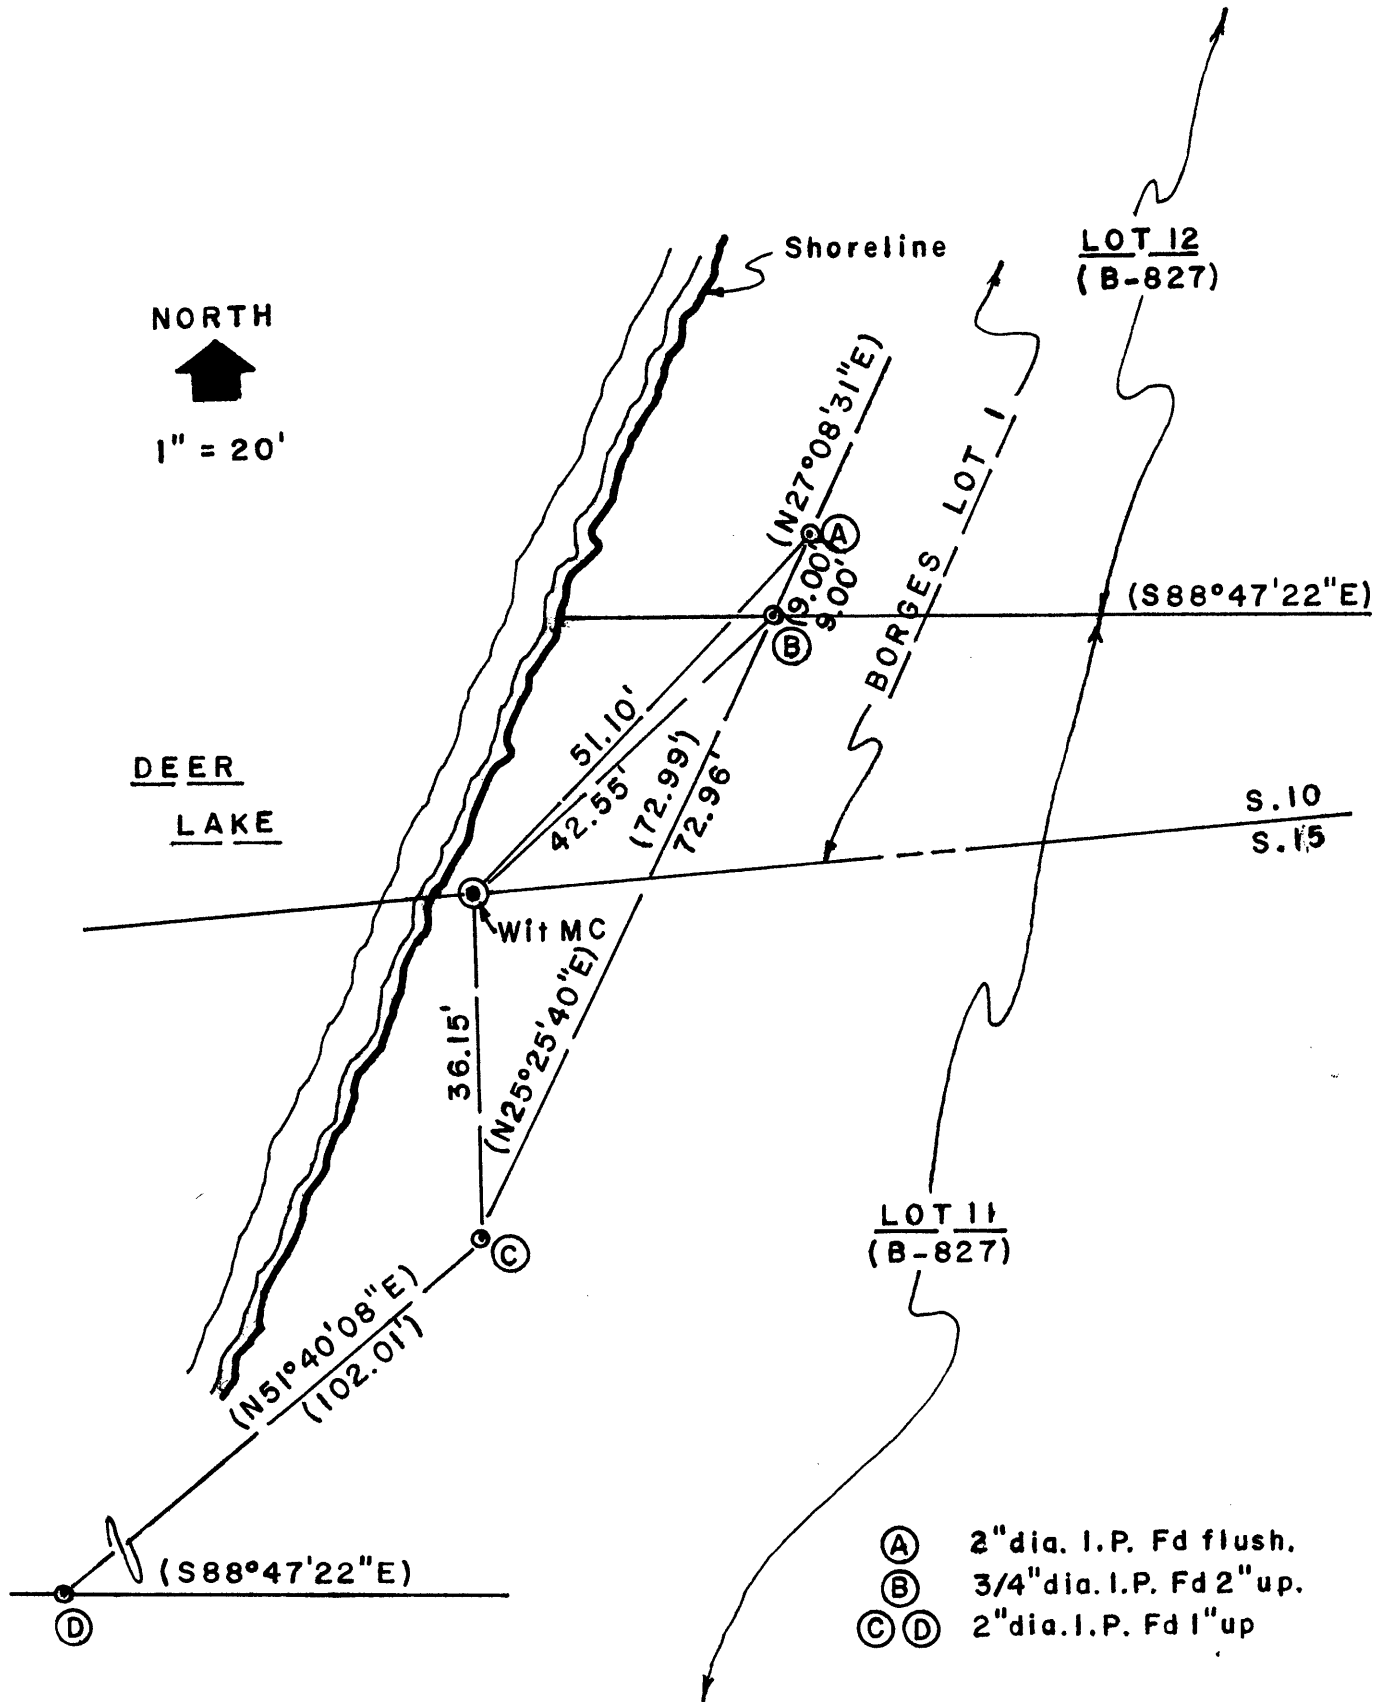 LOT 12
(B-827)
Shoreline
NORTH
1" = 20'
(N27°08'31"E)
BORGES LOT 1
A
(9.00')
9.00'
(S88°47'22"E)
B
51.10'
42.55'
(72.99')
72.96'
DEER
LAKE
S.10
S.15
Wit MC
36.15'
(N25°25'40"E)
LOT 11
(B-827)
C
(N51°40'08"E)
(102.01')
(S88°47'22"E)
D
A 2"dia. I.P. Fd flush.
B 3/4"dia. I.P. Fd 2"up.
C D 2"dia. I.P. Fd 1"up